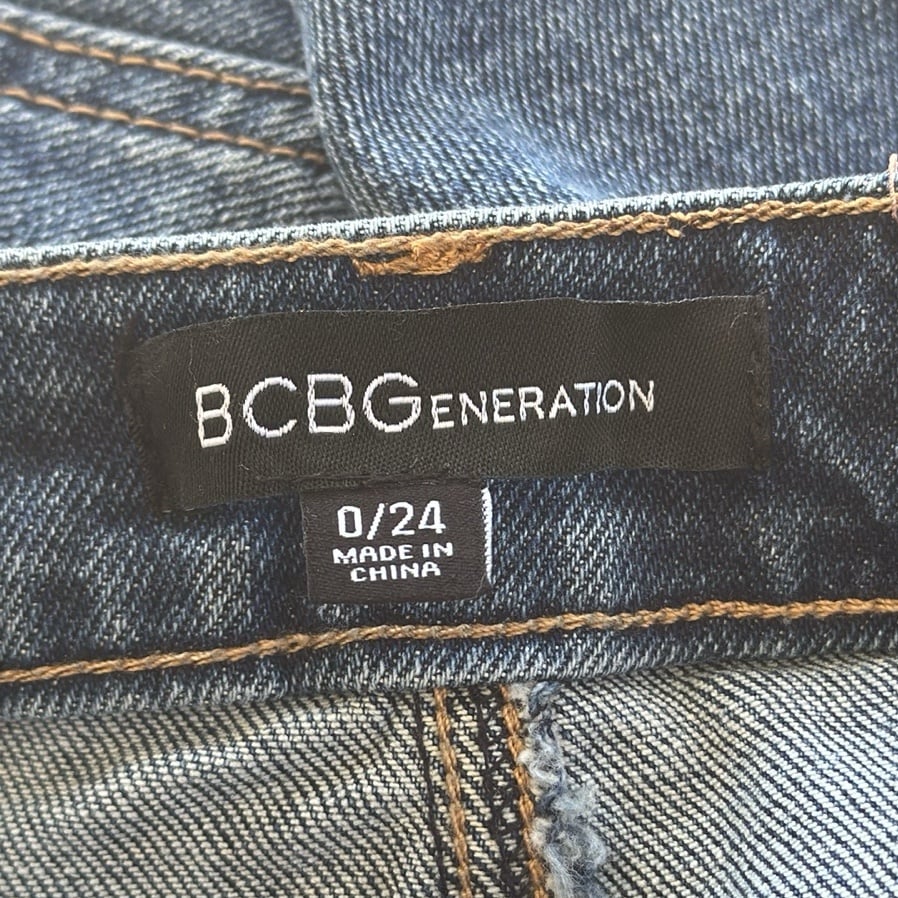 BCBGENERATION
0/24
MADE IN
CHINA